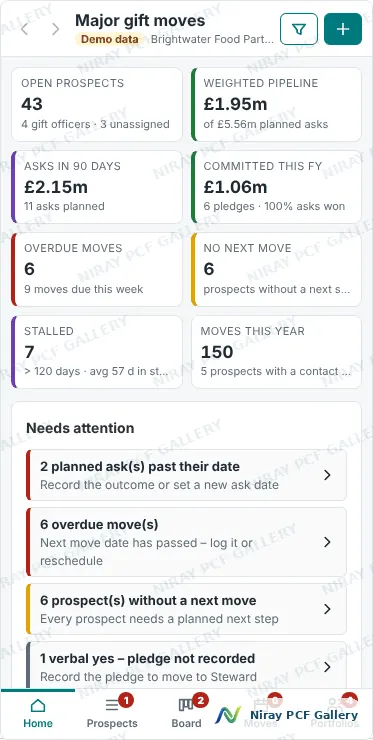 Major gift moves
Demo data · Brightwater Food Part...
OPEN PROSPECTS
43
4 gift officers · 3 unassigned
WEIGHTED PIPELINE
£1.95m
of £5.56m planned asks
ASKS IN 90 DAYS
£2.15m
11 asks planned
COMMITTED THIS FY
£1.06m
6 pledges · 100% asks won
OVERDUE MOVES
6
9 moves due this week
NO NEXT MOVE
6
prospects without a next s...
STALLED
7
> 120 days · avg 57 d in st...
MOVES THIS YEAR
150
5 prospects with a contact ...
Needs attention
2 planned ask(s) past their date
Record the outcome or set a new ask date
6 overdue move(s)
Next move date has passed – log it or
reschedule
6 prospect(s) without a next move
Every prospect needs a planned next step
1 verbal yes – pledge not recorded
Record the pledge to move to Steward
1 2 6 4
Home Prospects Board Moves Portfolios
Niray PCF Gallery
NIRAY PCF GALLERY